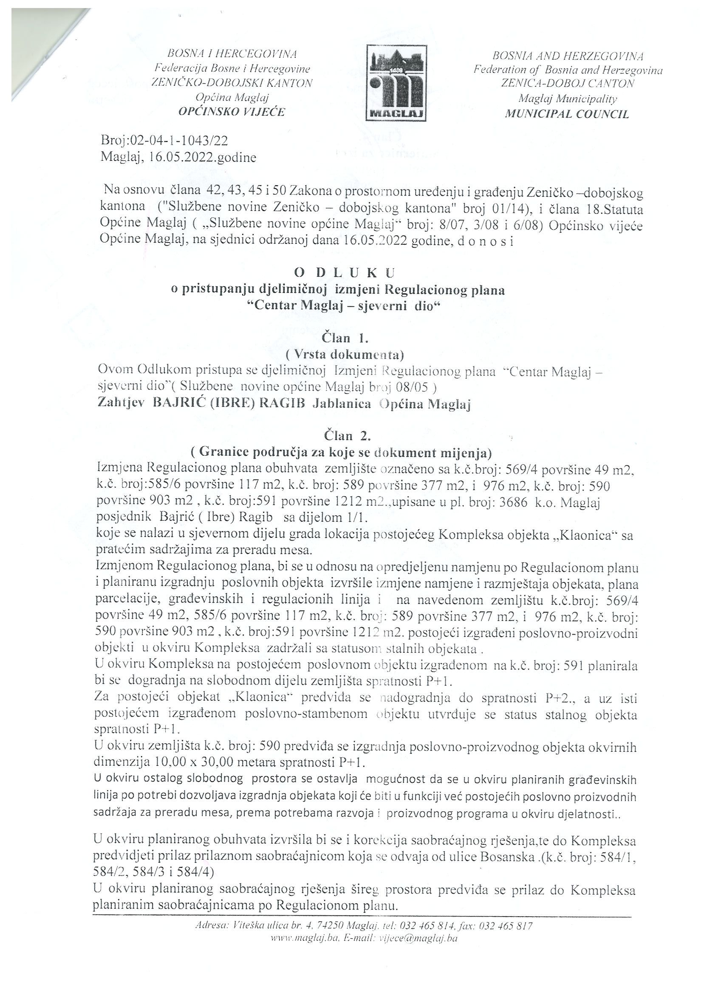 BOSNA I HERCEGOVINA
Federacija Bosne i Hercegovine
ZENIČKO-DOBOJSKI KANTON
Općina Maglaj
OPĆINSKO VIJEĆE
1408
MAGLAJ
BOSNIA AND HERZEGOVINA
Federation of Bosnia and Herzegovina
ZENICA-DOBOJ CANTON
Maglaj Municipality
MUNICIPAL COUNCIL
Broj:02-04-1-1043/22
Maglaj, 16.05.2022.godine
Na osnovu člana 42, 43, 45 i 50 Zakona o prostornom uređenju i građenju Zeničko –dobojskog
kantona ("Službene novine Zeničko – dobojskog kantona" broj 01/14), i člana 18.Statuta
Općine Maglaj ( „Službene novine općine Maglaj“ broj: 8/07, 3/08 i 6/08) Općinsko vijeće
Općine Maglaj, na sjednici održanoj dana 16.05.2022 godine, d o n o s i
O D L U K U
o pristupanju djelimičnoj izmjeni Regulacionog plana
“Centar Maglaj – sjeverni dio“
Član 1.
( Vrsta dokumenta)
Ovom Odlukom pristupa se djelimičnoj Izmjeni Regulacionog plana “Centar Maglaj –
sjeverni dio”( Službene novine općine Maglaj broj 08/05 )
Zahtjev BAJRIĆ (IBRE) RAGIB Jablanica Općina Maglaj
Član 2.
( Granice područja za koje se dokument mijenja)
Izmjena Regulacionog plana obuhvata zemljište označeno sa k.č.broj: 569/4 površine 49 m2,
k.č. broj:585/6 površine 117 m2, k.č. broj: 589 površine 377 m2, i 976 m2, k.č. broj: 590
površine 903 m2 , k.č. broj:591 površine 1212 m2.,upisane u pl. broj: 3686 k.o. Maglaj
posjednik Bajrić ( Ibre) Ragib sa dijelom 1/1.
koje se nalazi u sjevernom dijelu grada lokacija postojećeg Kompleksa objekta „Klaonica“ sa
pratećim sadržajima za preradu mesa.
Izmjenom Regulacionog plana, bi se u odnosu na opredjeljenu namjenu po Regulacionom planu
i planiranu izgradnju poslovnih objekta izvršile izmjene namjene i razmještaja objekata, plana
parcelacije, građevinskih i regulacionih linija i na navedenom zemljištu k.č.broj: 569/4
površine 49 m2, 585/6 površine 117 m2, k.č. broj: 589 površine 377 m2, i 976 m2, k.č. broj:
590 površine 903 m2 , k.č. broj:591 površine 1212 m2. postojeći izgrađeni poslovno-proizvodni
objekti u okviru Kompleksa zadržali sa statusom stalnih objekata .
U okviru Kompleksa na postojećem poslovnom objektu izgrađenom na k.č. broj: 591 planirala
bi se dogradnja na slobodnom dijelu zemljišta spratnosti P+1.
Za postojeći objekat „Klaonica“ predviđa se nadogradnja do spratnosti P+2., a uz isti
postojećem izgrađenom poslovno-stambenom objektu utvrđuje se status stalnog objekta
spratnosti P+1.
U okviru zemljišta k.č. broj: 590 predviđa se izgradnja poslovno-proizvodnog objekta okvirnih
dimenzija 10,00 x 30,00 metara spratnosti P+1.
U okviru ostalog slobodnog prostora se ostavlja mogućnost da se u okviru planiranih građevinskih
linija po potrebi dozvoljava izgradnja objekata koji će biti u funkciji već postojećih poslovno proizvodnih
sadržaja za preradu mesa, prema potrebama razvoja i proizvodnog programa u okviru djelatnosti..
U okviru planiranog obuhvata izvršila bi se i korekcija saobraćajnog rješenja,te do Kompleksa
predvidjeti prilaz prilaznom saobraćajnicom koja se odvaja od ulice Bosanska .(k.č. broj: 584/1,
584/2, 584/3 i 584/4)
U okviru planiranog saobraćajnog rješenja šireg prostora predviđa se prilaz do Kompleksa
planiranim saobraćajnicama po Regulacionom planu.
Adresa: Viteška ulica br. 4, 74250 Maglaj, tel: 032 465 814, fax: 032 465 817
www.maglaj.ba, E-mail: vijece@maglaj.ba